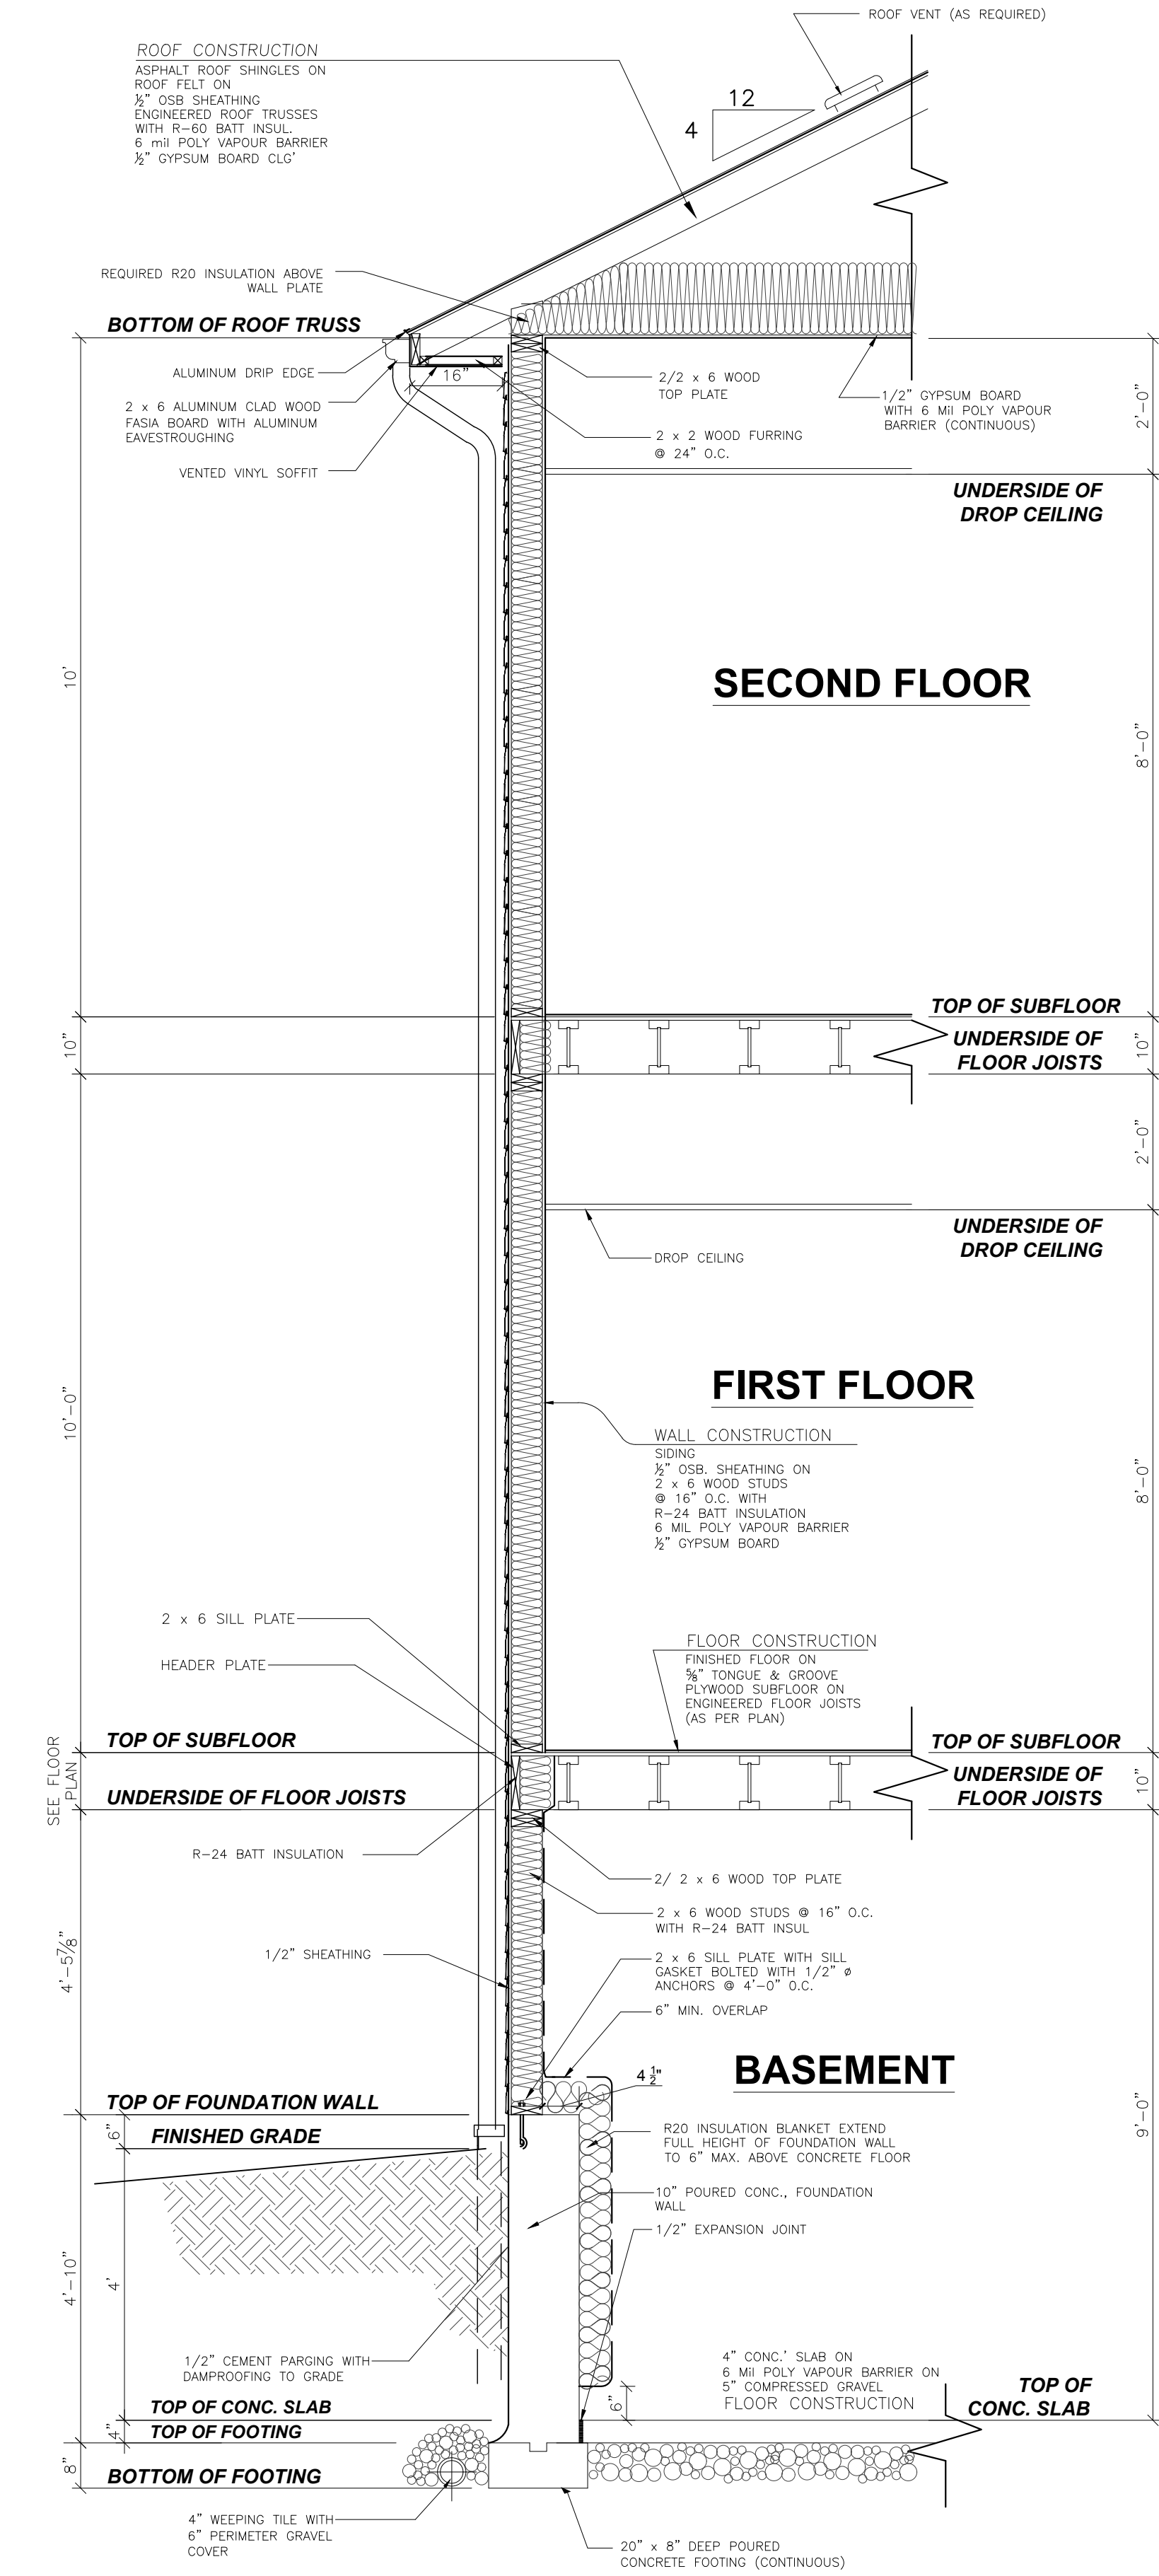 ROOF VENT (AS REQUIRED)
ROOF CONSTRUCTION
ASPHALT ROOF SHINGLES ON
ROOF FELT ON
½" OSB SHEATHING
ENGINEERED ROOF TRUSSES
WITH R-60 BATT INSUL.
6 mil POLY VAPOUR BARRIER
½" GYPSUM BOARD CLG'
12
4
REQUIRED R20 INSULATION ABOVE
WALL PLATE
BOTTOM OF ROOF TRUSS
ALUMINUM DRIP EDGE
16"
2/2 x 6 WOOD
TOP PLATE
1/2" GYPSUM BOARD
WITH 6 Mil POLY VAPOUR
BARRIER (CONTINUOUS)
2'-0"
2 x 6 ALUMINUM CLAD WOOD
FASIA BOARD WITH ALUMINUM
EAVESTROUGHING
2 x 2 WOOD FURRING
@ 24" O.C.
VENTED VINYL SOFFIT
UNDERSIDE OF
DROP CEILING
10'
SECOND FLOOR
8'-0"
TOP OF SUBFLOOR
10"
UNDERSIDE OF
FLOOR JOISTS
10"
2'-0"
UNDERSIDE OF
DROP CEILING
DROP CEILING
10'-0"
FIRST FLOOR
WALL CONSTRUCTION
SIDING
½" OSB. SHEATHING ON
2 x 6 WOOD STUDS
@ 16" O.C. WITH
R-24 BATT INSULATION
6 MIL POLY VAPOUR BARRIER
½" GYPSUM BOARD
8'-0"
2 x 6 SILL PLATE
HEADER PLATE
FLOOR CONSTRUCTION
FINISHED FLOOR ON
⅝" TONGUE & GROOVE
PLYWOOD SUBFLOOR ON
ENGINEERED FLOOR JOISTS
(AS PER PLAN)
TOP OF SUBFLOOR
TOP OF SUBFLOOR
SEE FLOOR
PLAN
UNDERSIDE OF FLOOR JOISTS
UNDERSIDE OF
FLOOR JOISTS
10"
R-24 BATT INSULATION
2/ 2 x 6 WOOD TOP PLATE
2 x 6 WOOD STUDS @ 16" O.C.
WITH R-24 BATT INSUL
4'-5⅞"
1/2" SHEATHING
2 x 6 SILL PLATE WITH SILL
GASKET BOLTED WITH 1/2" ø
ANCHORS @ 4'-0" O.C.
6" MIN. OVERLAP
BASEMENT
4 ½"
TOP OF FOUNDATION WALL
6"
FINISHED GRADE
9'-0"
R20 INSULATION BLANKET EXTEND
FULL HEIGHT OF FOUNDATION WALL
TO 6" MAX. ABOVE CONCRETE FLOOR
10" POURED CONC., FOUNDATION
WALL
1/2" EXPANSION JOINT
4'-10"
4'
1/2" CEMENT PARGING WITH
DAMPROOFING TO GRADE
4" CONC.' SLAB ON
6 Mil POLY VAPOUR BARRIER ON
5" COMPRESSED GRAVEL
FLOOR CONSTRUCTION
6"
TOP OF
CONC. SLAB
TOP OF CONC. SLAB
4"
TOP OF FOOTING
8"
BOTTOM OF FOOTING
4" WEEPING TILE WITH
6" PERIMETER GRAVEL
COVER
20" x 8" DEEP POURED
CONCRETE FOOTING (CONTINUOUS)